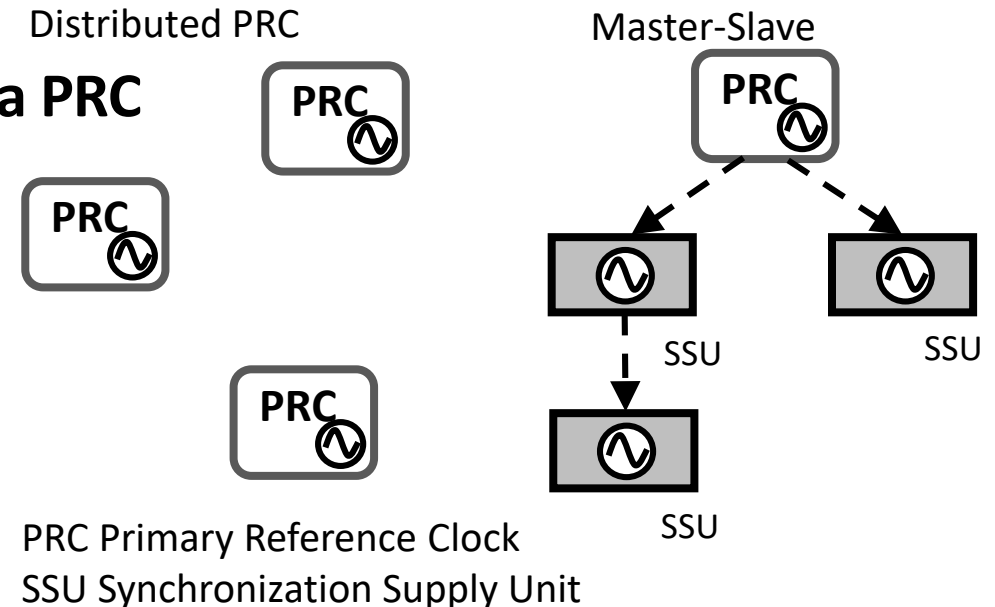 Distributed PRC
Master-Slave
a PRC
PRC
PRC
PRC
PRC
SSU
SSU
SSU
PRC Primary Reference Clock
SSU Synchronization Supply Unit